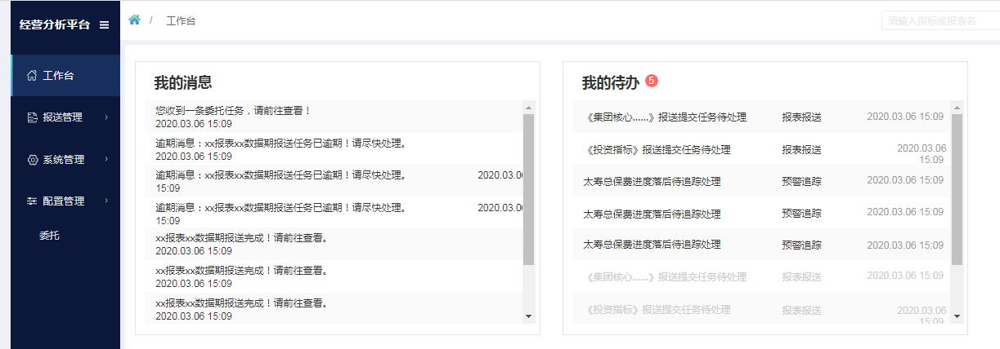 经营分析平台
/ 工作台
请输入指标或报表名
工作台
报送管理
系统管理
配置管理
委托
我的消息
您收到一条委托任务，请前往查看！
2020.03.06 15:09
逾期消息：xx报表xx数据期报送任务已逾期！请尽快处理。
2020.03.06 15:09
逾期消息：xx报表xx数据期报送任务已逾期！请尽快处理。 2020.03.06
15:09
逾期消息：xx报表xx数据期报送任务已逾期！请尽快处理。 2020.03.06
15:09
xx报表xx数据期报送完成！请前往查看。
2020.03.06 15:09
xx报表xx数据期报送完成！请前往查看。
2020.03.06 15:09
xx报表xx数据期报送完成！请前往查看。
2020.03.06 15:09
我的待办 5
《集团核心......》报送提交任务待处理 报表报送 2020.03.06 15:09
《投资指标》报送提交任务待处理 报表报送 2020.03.06
15:09
太寿总保费进度落后待追踪处理 预警追踪 2020.03.06 15:09
太寿总保费进度落后待追踪处理 预警追踪 2020.03.06 15:09
太寿总保费进度落后待追踪处理 预警追踪 2020.03.06 15:09
《集团核心......》报送提交任务待处理 报表报送 2020.03.06 15:09
《投资指标》报送提交任务待处理 报表报送 2020.03.06
15:09